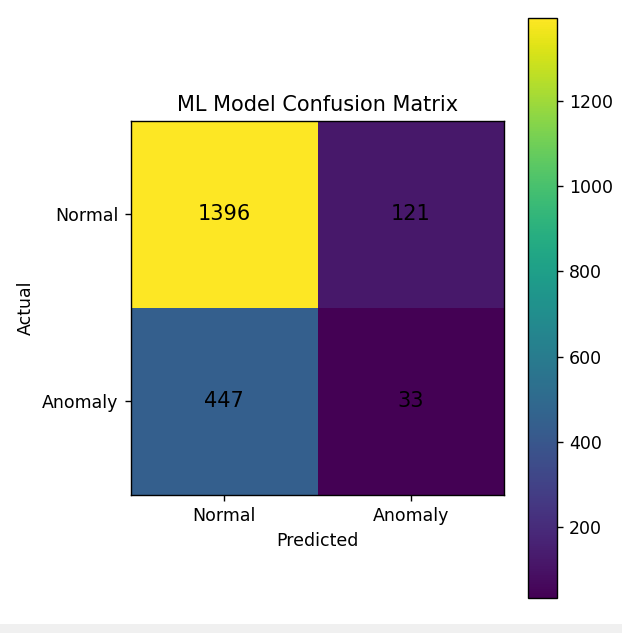 ML Model Confusion Matrix
Actual
Normal
1396 121
Anomaly
447 33
Normal Anomaly
Predicted
1200
1000
800
600
400
200